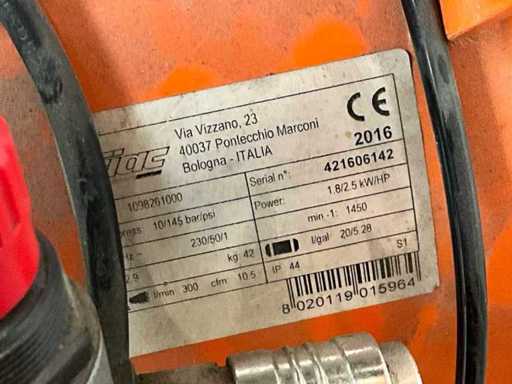 Via Vizzano, 23
40037 Pontecchio Marconi
Bologna - ITALIA
CE
2016
1098261000
Serial n°: 421606142
press. 10/145 bar/psi
Power: 1.8/2.5 kW/HP
230/50/1
min -1: 1450
kg: 42
l/gal 20/5.28
l/min 300 cfm 10.5
IP 44
S1
8 020119 015964